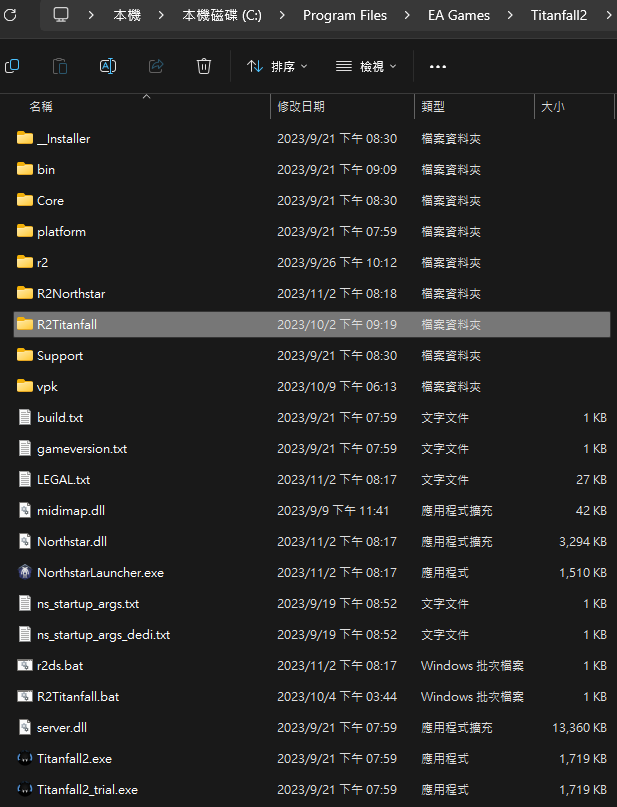 本機 > 本機磁碟 (C:) > Program Files > EA Games > Titanfall2 >
排序 檢視 •••
名稱 修改日期 類型 大小
__Installer 2023/9/21 下午 08:30 檔案資料夾
bin 2023/9/21 下午 09:09 檔案資料夾
Core 2023/9/21 下午 08:30 檔案資料夾
platform 2023/9/21 下午 07:59 檔案資料夾
r2 2023/9/26 下午 10:12 檔案資料夾
R2Northstar 2023/11/2 下午 08:18 檔案資料夾
R2Titanfall 2023/10/2 下午 09:19 檔案資料夾
Support 2023/9/21 下午 08:30 檔案資料夾
vpk 2023/10/9 下午 06:13 檔案資料夾
build.txt 2023/9/21 下午 07:59 文字文件 1 KB
gameversion.txt 2023/9/21 下午 07:59 文字文件 1 KB
LEGAL.txt 2023/11/2 下午 08:17 文字文件 27 KB
midimap.dll 2023/9/9 下午 11:41 應用程式擴充 42 KB
Northstar.dll 2023/11/2 下午 08:17 應用程式擴充 3,294 KB
NorthstarLauncher.exe 2023/11/2 下午 08:17 應用程式 1,510 KB
ns_startup_args.txt 2023/9/19 下午 08:52 文字文件 1 KB
ns_startup_args_dedi.txt 2023/9/19 下午 08:52 文字文件 1 KB
r2ds.bat 2023/11/2 下午 08:17 Windows 批次檔案 1 KB
R2Titanfall.bat 2023/10/4 下午 03:44 Windows 批次檔案 1 KB
server.dll 2023/9/21 下午 07:59 應用程式擴充 13,360 KB
Titanfall2.exe 2023/9/21 下午 07:59 應用程式 1,719 KB
Titanfall2_trial.exe 2023/9/21 下午 07:59 應用程式 1,719 KB